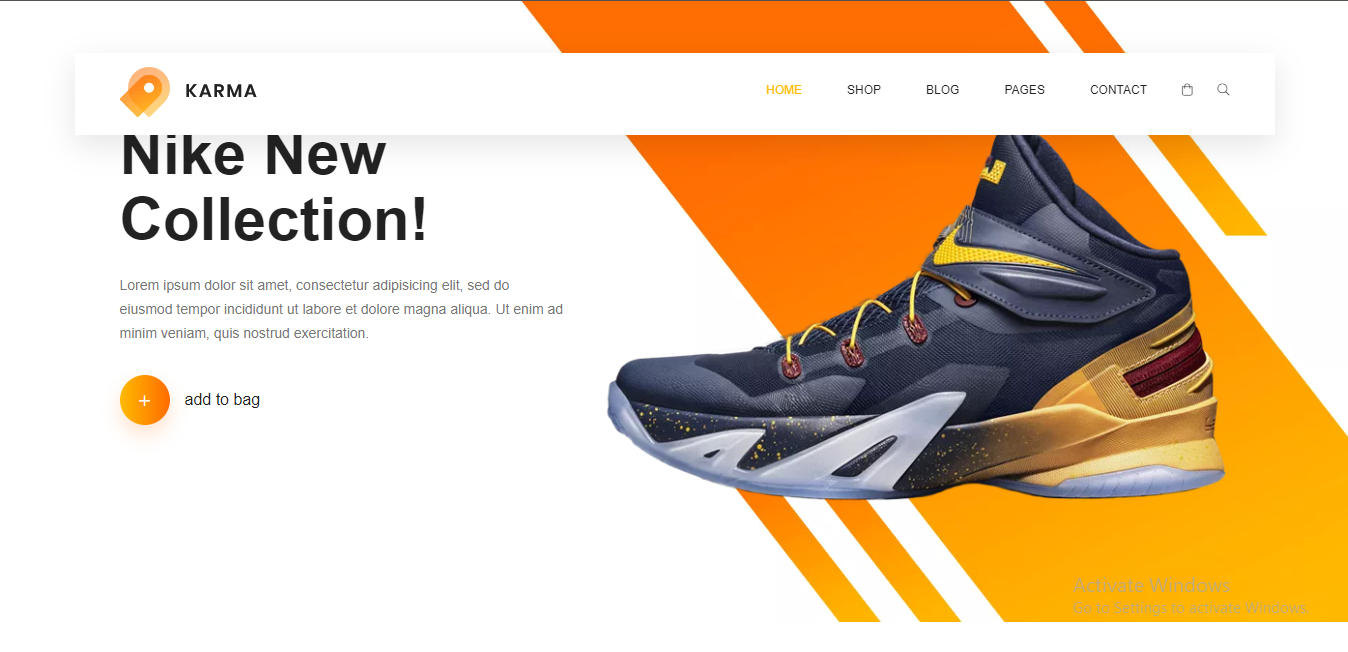 KARMA
HOME SHOP BLOG PAGES CONTACT
Nike New
Collection!
Lorem ipsum dolor sit amet, consectetur adipisicing elit, sed do
eiusmod tempor incididunt ut labore et dolore magna aliqua. Ut enim ad
minim veniam, quis nostrud exercitation.
+ add to bag
Activate Windows
Go to Settings to activate Windows.